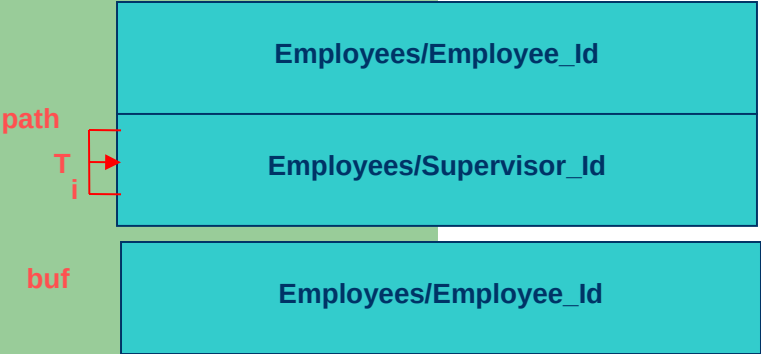 Employees/Employee_Id
path
T
Employees/Supervisor_Id
i
buf
Employees/Employee_Id